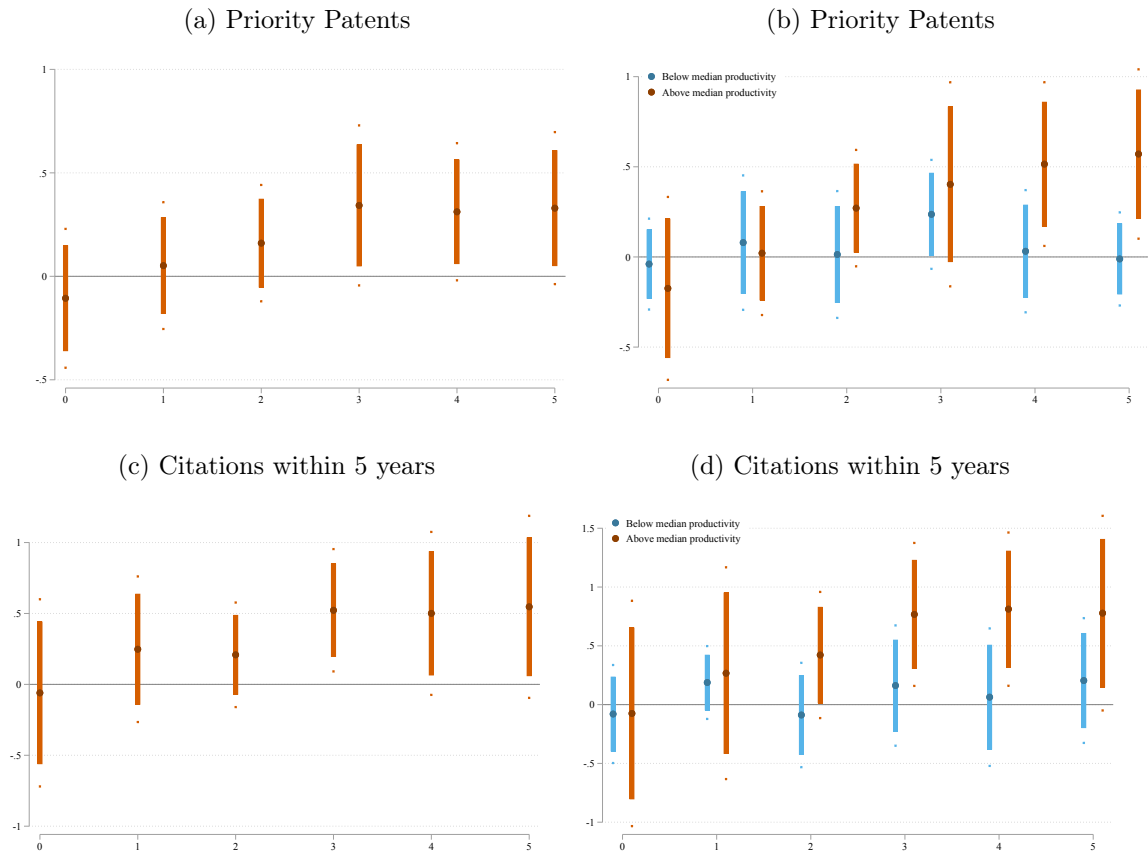 (a) Priority Patents
1
.5
0
-.5
0 1 2 3 4 5
(b) Priority Patents
Below median productivity
Above median productivity
1
.5
0
-.5
0 1 2 3 4 5
(c) Citations within 5 years
1
.5
0
-.5
-1
0 1 2 3 4 5
(d) Citations within 5 years
Below median productivity
Above median productivity
1.5
1
.5
0
-.5
-1
0 1 2 3 4 5